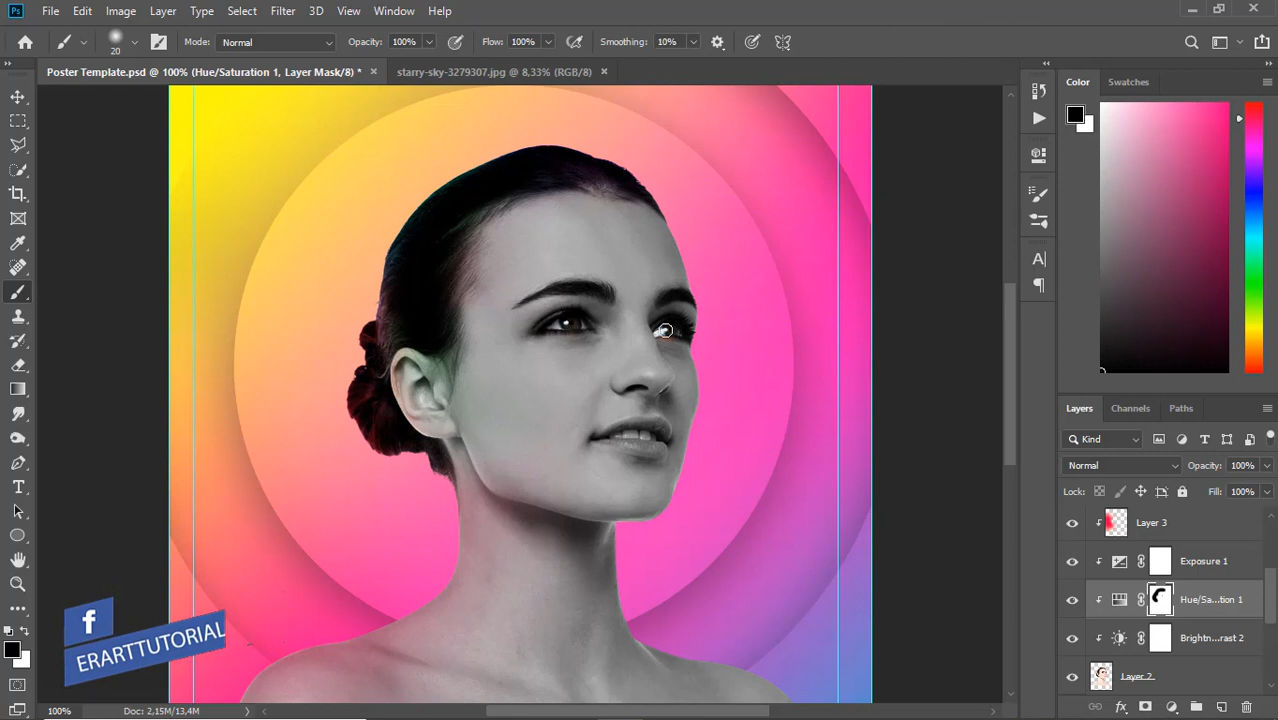 Ps File Edit Image Layer Type Select Filter 3D View Window Help
20 Mode: Normal Opacity: 100% Flow: 100% Smoothing: 10%
Poster Template.psd @ 100% (Hue/Saturation 1, Layer Mask/8) * × starry-sky-3279307.jpg @ 8,33% (RGB/8) ×
Color Swatches
Layers Channels Paths
Kind
Normal Opacity: 100%
Lock: Fill: 100%
Layer 3
Exposure 1
Hue/Sa...tion 1
Brightn...rast 2
Layer 2
f
ERARTTUTORIAL
100% Doc: 2,15M/13,4M